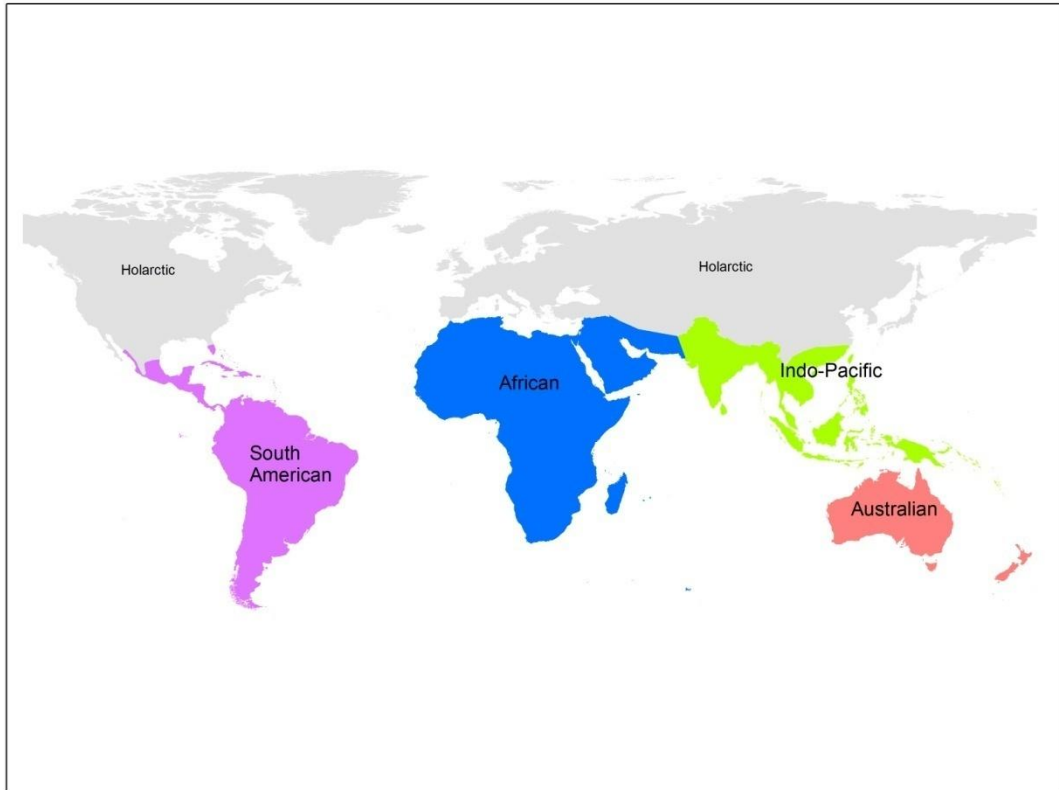 Holarctic
Holarctic
African
Indo-Pacific
South
American
Australian